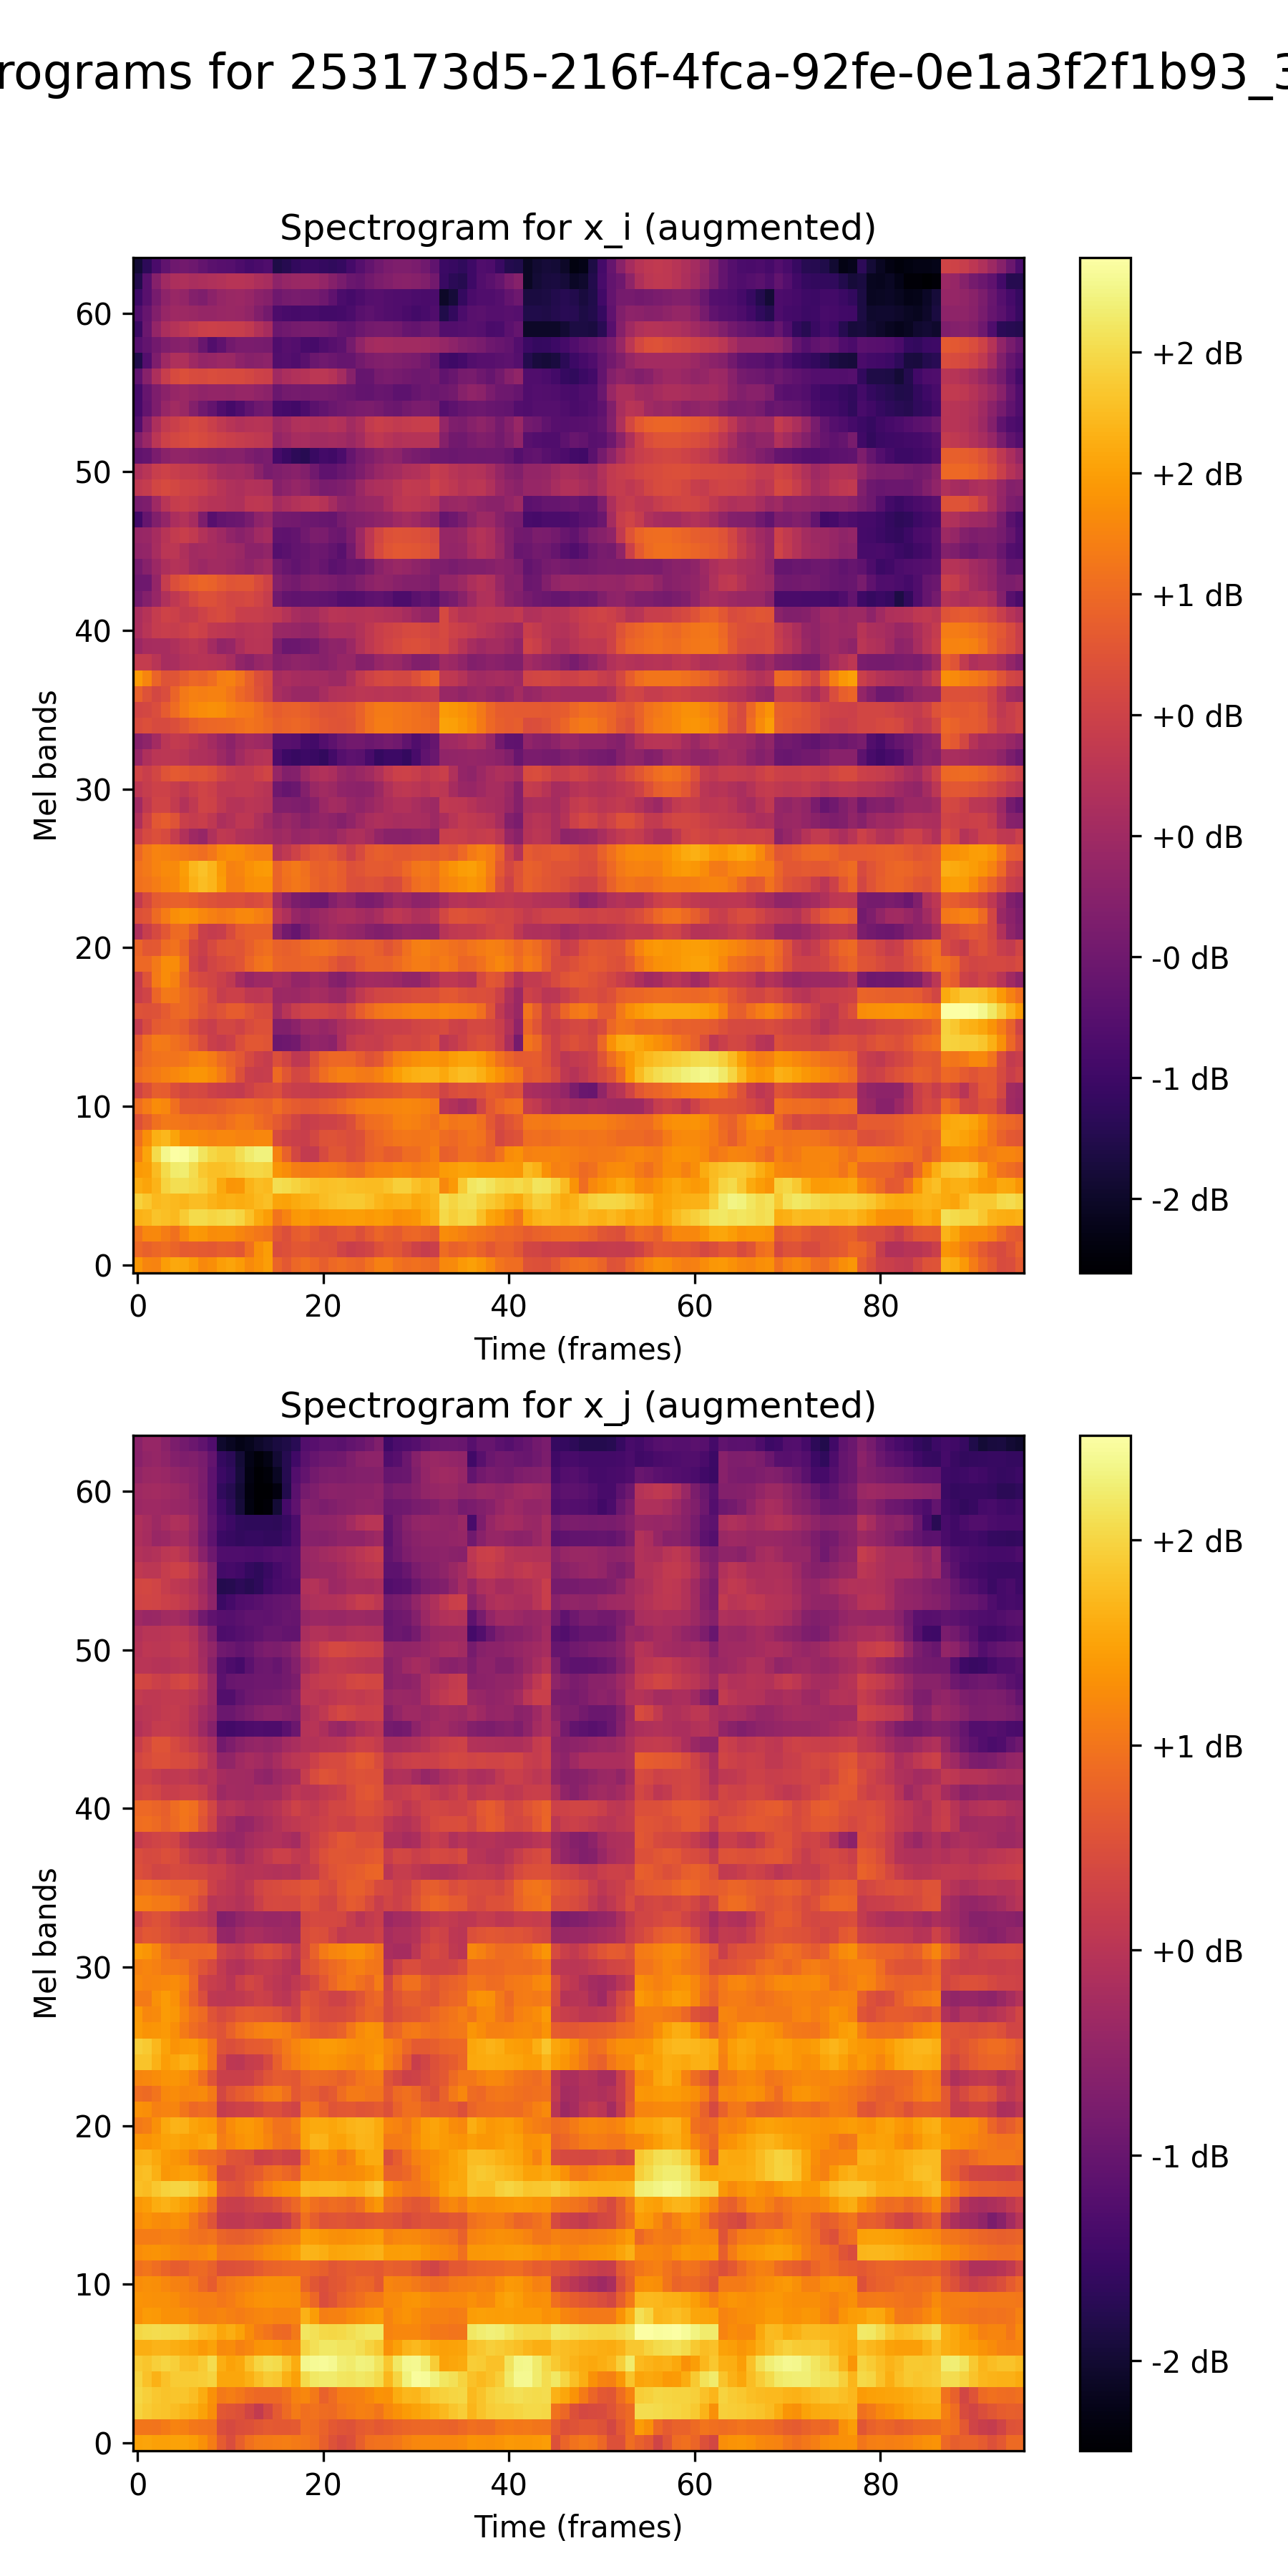 rograms for 253173d5-216f-4fca-92fe-0e1a3f2f1b93_3
Spectrogram for x_i (augmented)
60
50
40
30
20
10
0
Mel bands
0 20 40 60 80
Time (frames)
+2 dB
+2 dB
+1 dB
+0 dB
+0 dB
-0 dB
-1 dB
-2 dB
Spectrogram for x_j (augmented)
60
50
40
30
20
10
0
Mel bands
0 20 40 60 80
Time (frames)
+2 dB
+1 dB
+0 dB
-1 dB
-2 dB